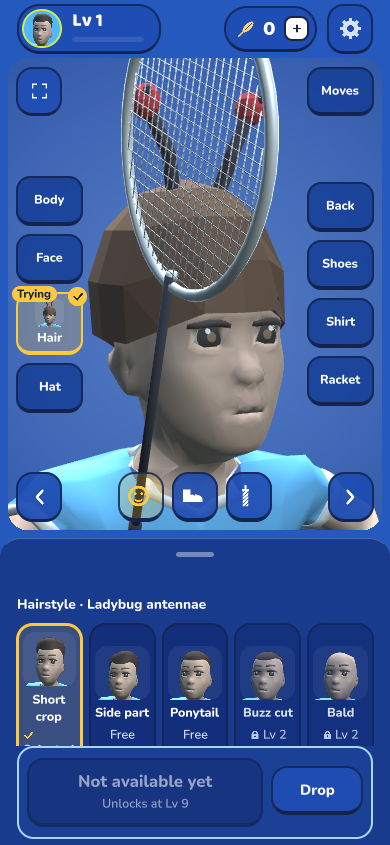 Lv 1
0
+
Moves
Body
Back
Face
Shoes
Trying
Hair
Shirt
Hat
Racket
Hairstyle · Ladybug antennae
Short
crop
Side part
Free
Ponytail
Free
Buzz cut
Lv 2
Bald
Lv 2
Not available yet
Unlocks at Lv 9
Drop